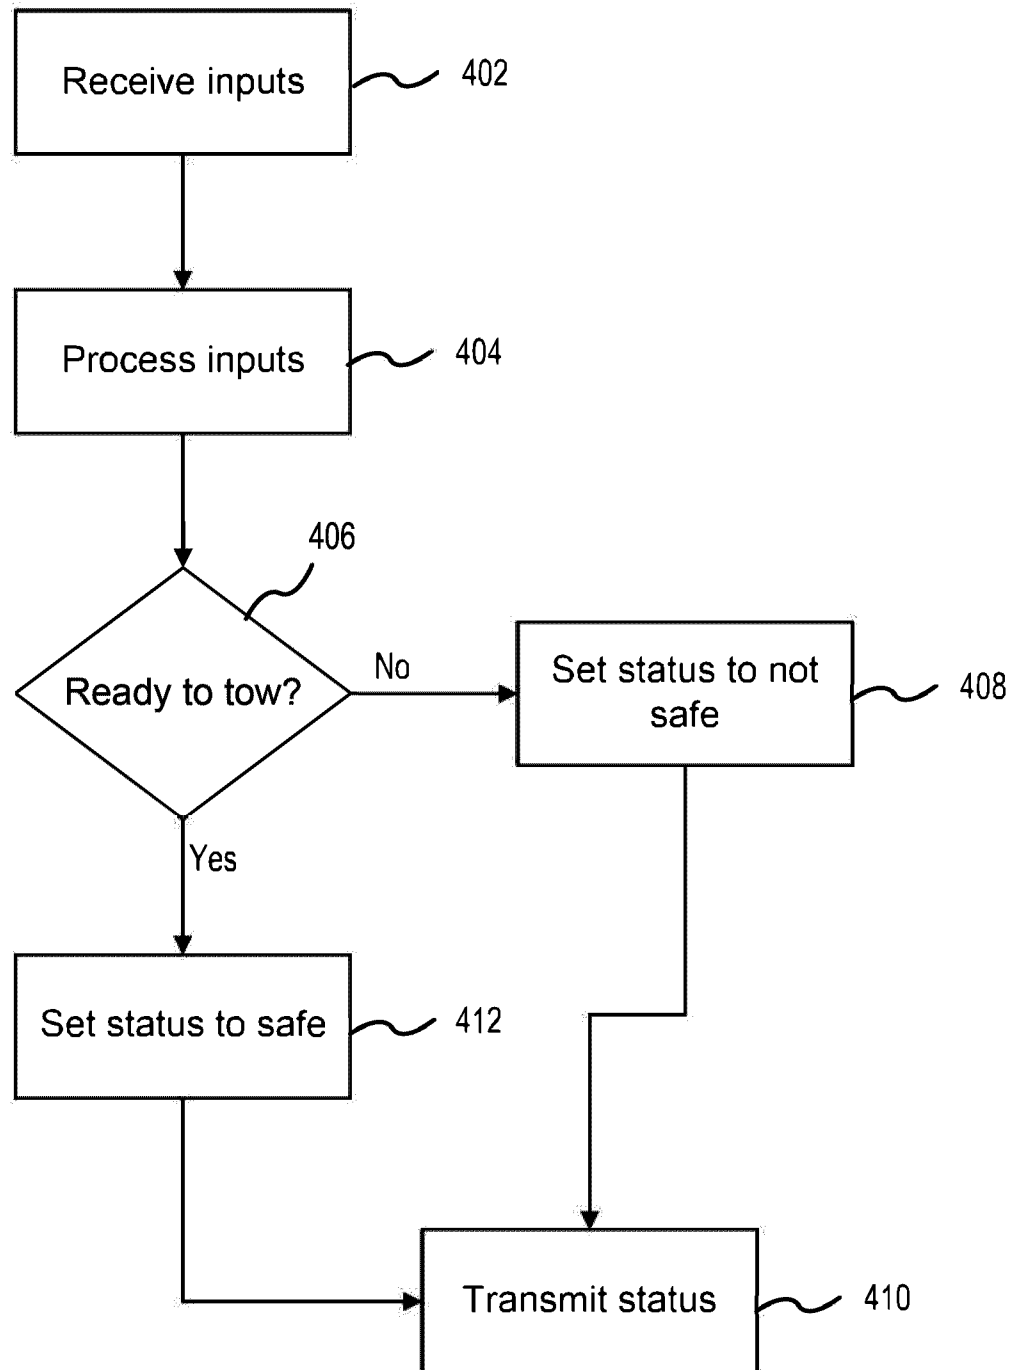 Receive inputs
402
Process inputs
404
406
Ready to tow?
No
Set status to not
safe
408
Yes
Set status to safe
412
Transmit status
410